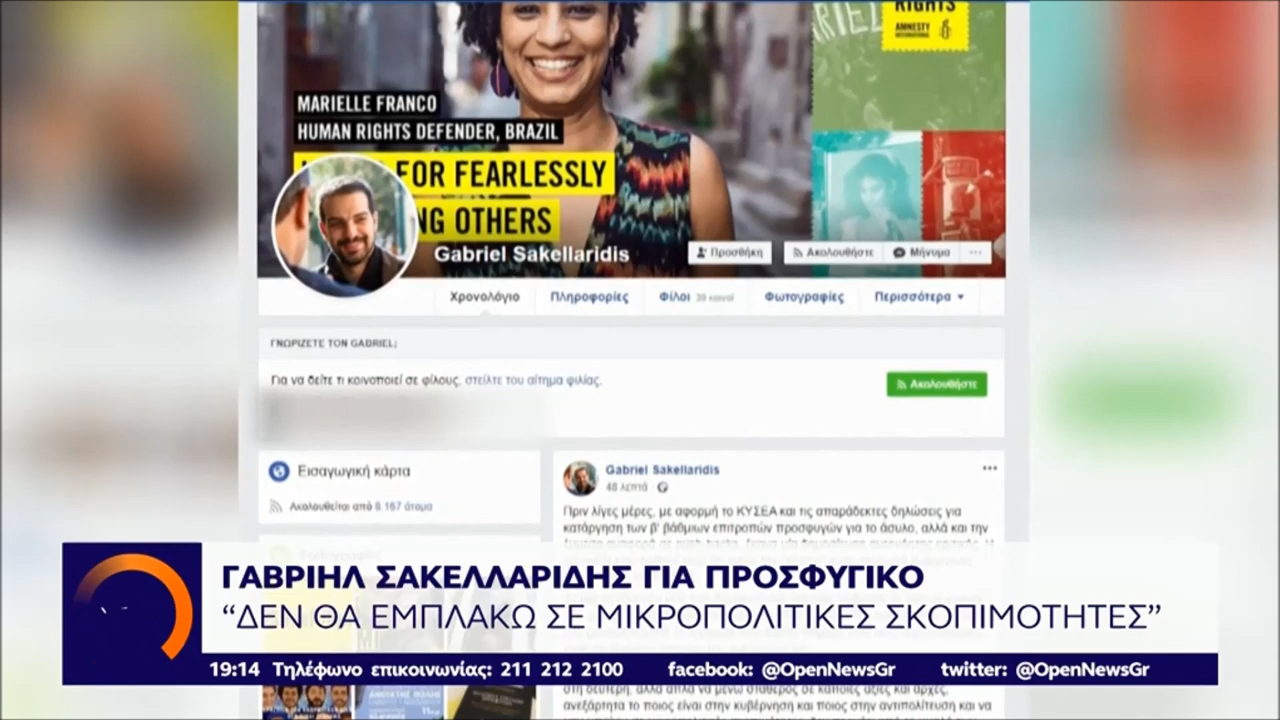 RIGHTS
AMNESTY
INTERNATIONAL
MARIELLE FRANCO
HUMAN RIGHTS DEFENDER, BRAZIL
FOR FEARLESSLY
NG OTHERS
Gabriel Sakellaridis
Προσθήκη
Ακολουθήστε
Μήνυμα
Χρονολόγιο
Πληροφορίες
Φίλοι 39 κοινοί
Φωτογραφίες
Περισσότερα
ΓΝΩΡΙΖΕΤΕ ΤΟΝ GABRIEL;
Για να δείτε τι κοινοποιεί σε φίλους, στείλτε του αίτημα φιλίας.
Ακολουθήστε
Εισαγωγική κάρτα
Ακολουθείται από 8.167 άτομα
Gabriel Sakellaridis
48 λεπτά
Πριν λίγες μέρες, με αφορμή το ΚΥΣΕΑ και τις απαράδεκτες δηλώσεις για
κατάργηση των β' βάθμιων επιτροπών προσφυγών για το άσυλο, αλλά και την
ΓΑΒΡΙΗΛ ΣΑΚΕΛΛΑΡΙΔΗΣ ΓΙΑ ΠΡΟΣΦΥΓΙΚΟ
“ΔΕΝ ΘΑ ΕΜΠΛΑΚΩ ΣΕ ΜΙΚΡΟΠΟΛΙΤΙΚΕΣ ΣΚΟΠΙΜΟΤΗΤΕΣ”
19:14 Τηλέφωνο επικοινωνίας: 211 212 2100 facebook: @OpenNewsGr twitter: @OpenNewsGr
στη δεύτερη, αλλά απλά να μένω σταθερός σε κάποιες αξίες και αρχές,
ανεξάρτητα το ποιος είναι στην κυβέρνηση και ποιος στην αντιπολίτευση και να